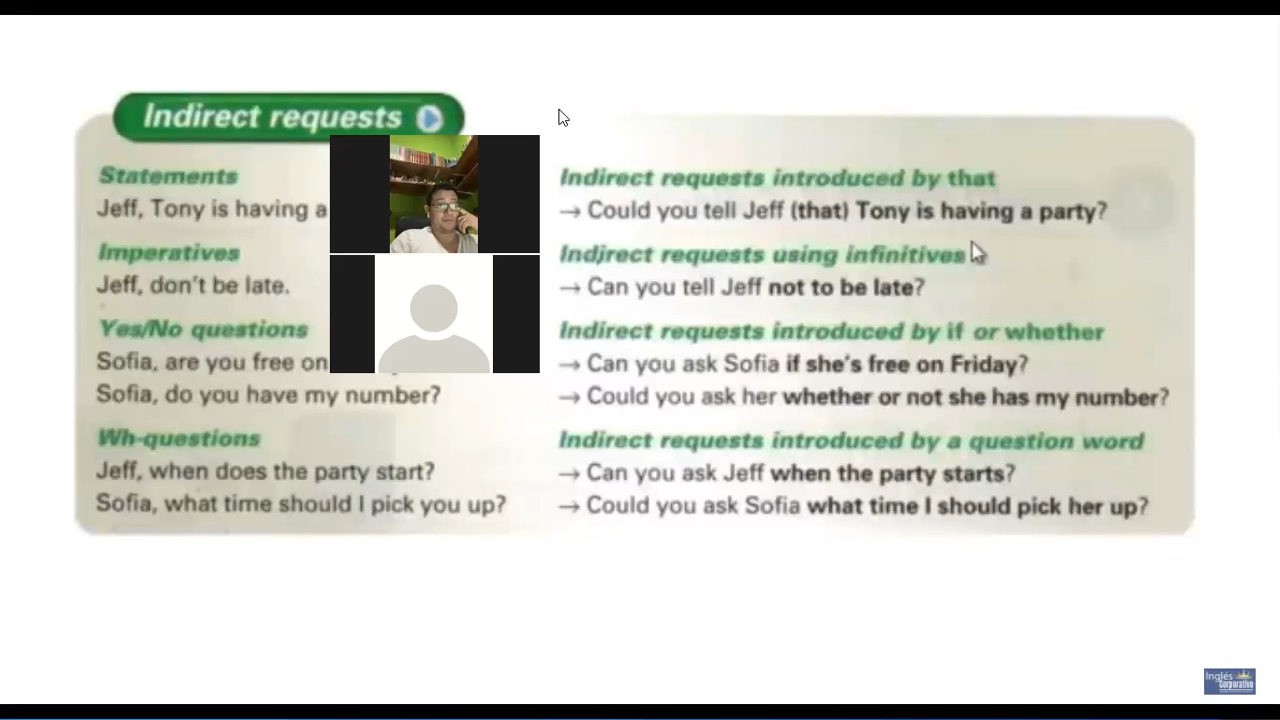 Indirect requests
Statements
Jeff, Tony is having a
Imperatives
Jeff, don't be late.
Yes/No questions
Sofia, are you free on
Sofia, do you have my number?
Wh-questions
Jeff, when does the party start?
Sofia, what time should I pick you up?
Indirect requests introduced by that
→ Could you tell Jeff (that) Tony is having a party?
Indirect requests using infinitives
→ Can you tell Jeff not to be late?
Indirect requests introduced by if or whether
→ Can you ask Sofia if she's free on Friday?
→ Could you ask her whether or not she has my number?
Indirect requests introduced by a question word
→ Can you ask Jeff when the party starts?
→ Could you ask Sofia what time I should pick her up?
Inglés
Corporativo